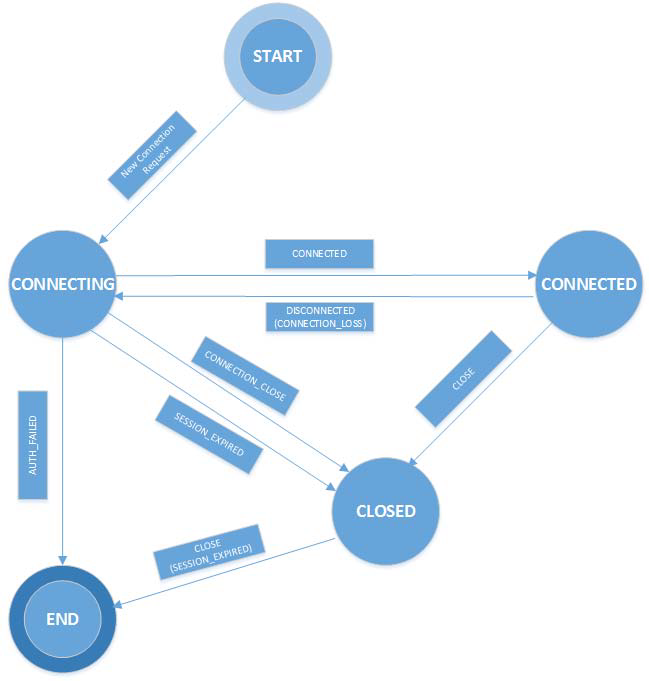 START
New Connection
Request
CONNECTING
CONNECTED
CONNECTED
DISCONNECTED
(CONNECTION_LOSS)
CONNECTION_CLOSE
CLOSE
SESSION_EXPIRED
AUTH_FAILED
CLOSED
CLOSE
(SESSION_EXPIRED)
END